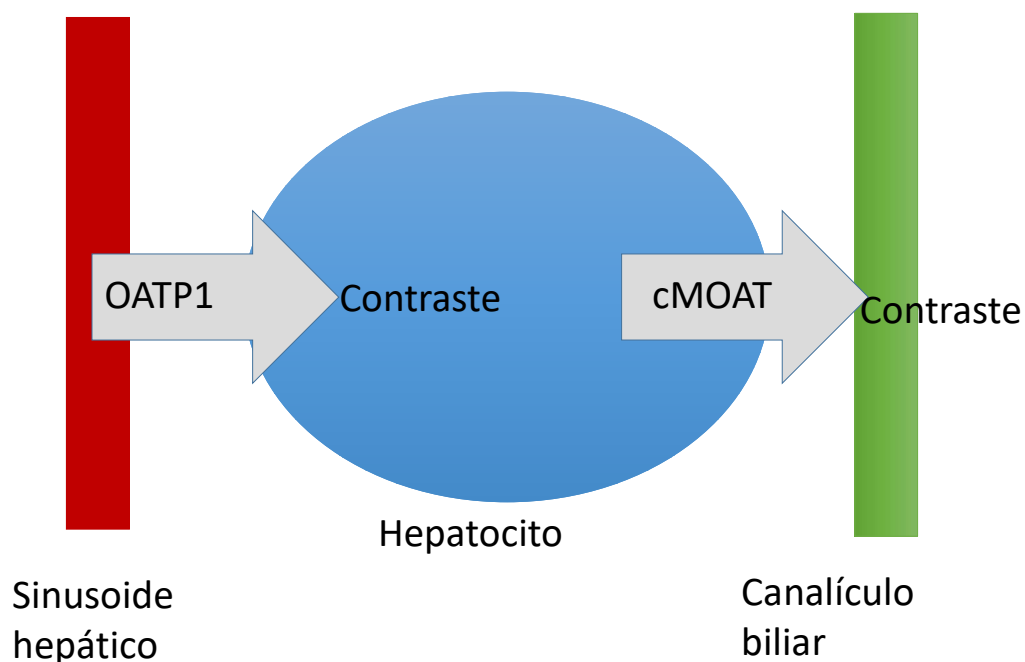 OATP1
Contraste
cMOAT
Contraste
Hepatocito
Sinusoide
hepático
Canalículo
biliar